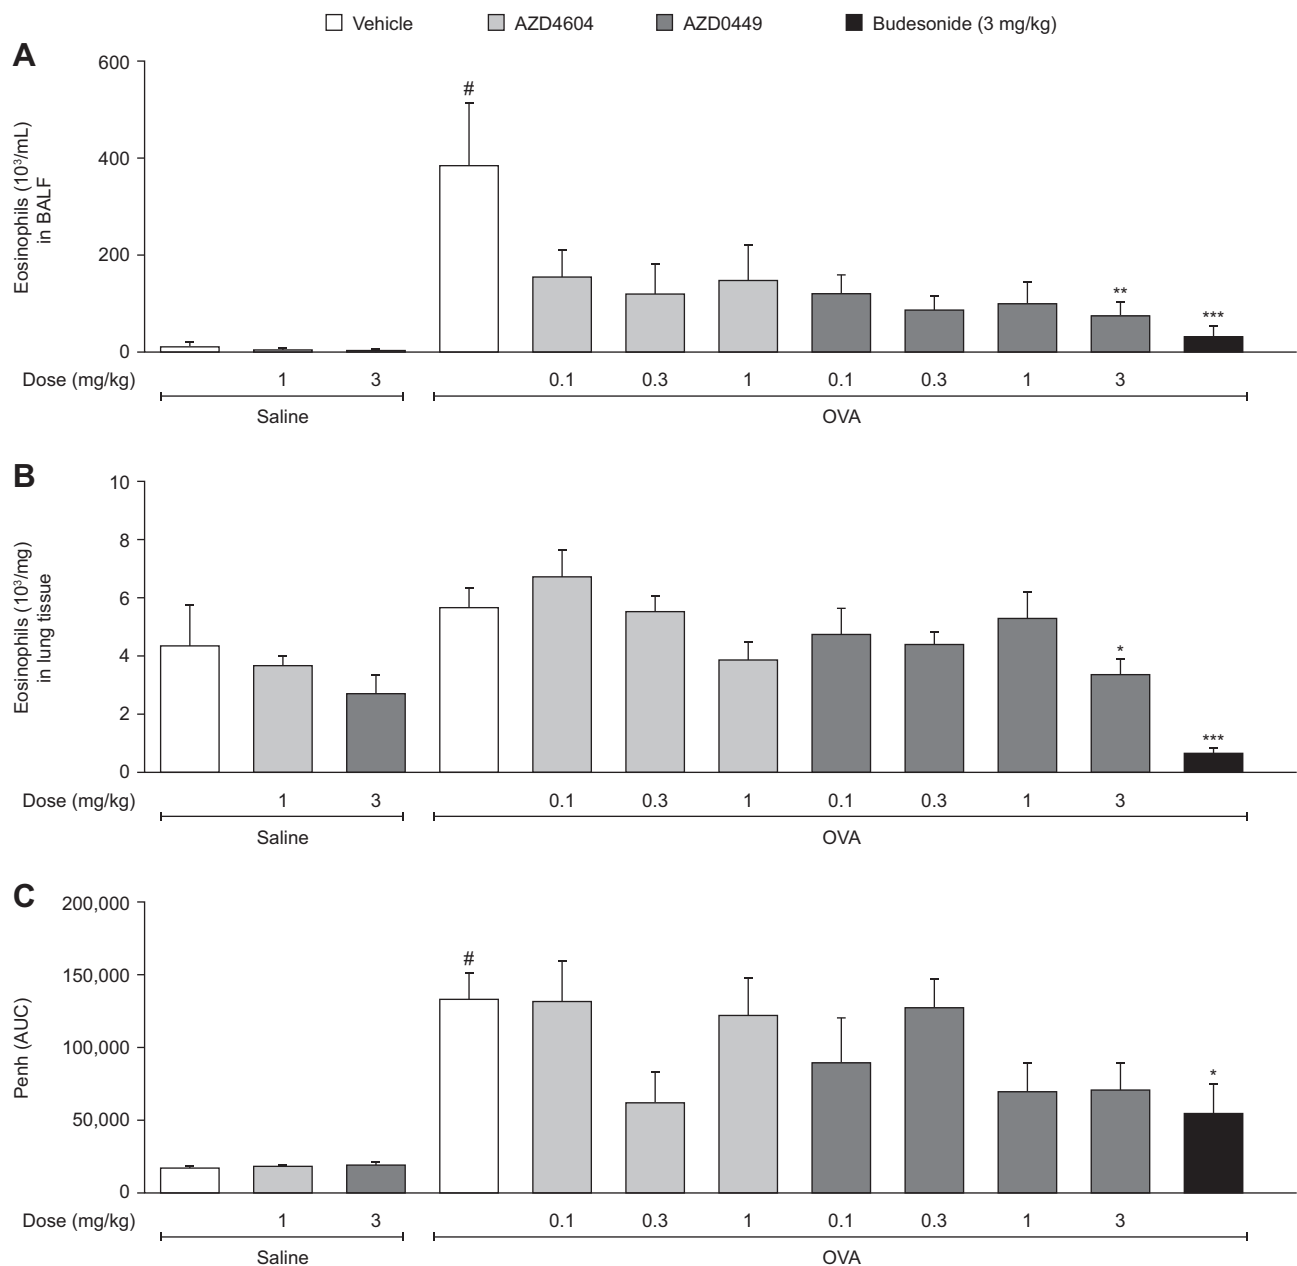 Vehicle AZD4604 AZD0449 Budesonide (3 mg/kg)
A
Eosinophils (10³/mL)
in BALF
600
400
200
0
#
**
***
Dose (mg/kg) 1 3 0.1 0.3 1 0.1 0.3 1 3
Saline OVA
B
Eosinophils (10³/mg)
in lung tissue
10
8
6
4
2
0
*
***
Dose (mg/kg) 1 3 0.1 0.3 1 0.1 0.3 1 3
Saline OVA
C
Penh (AUC)
200,000
150,000
100,000
50,000
0
#
*
Dose (mg/kg) 1 3 0.1 0.3 1 0.1 0.3 1 3
Saline OVA